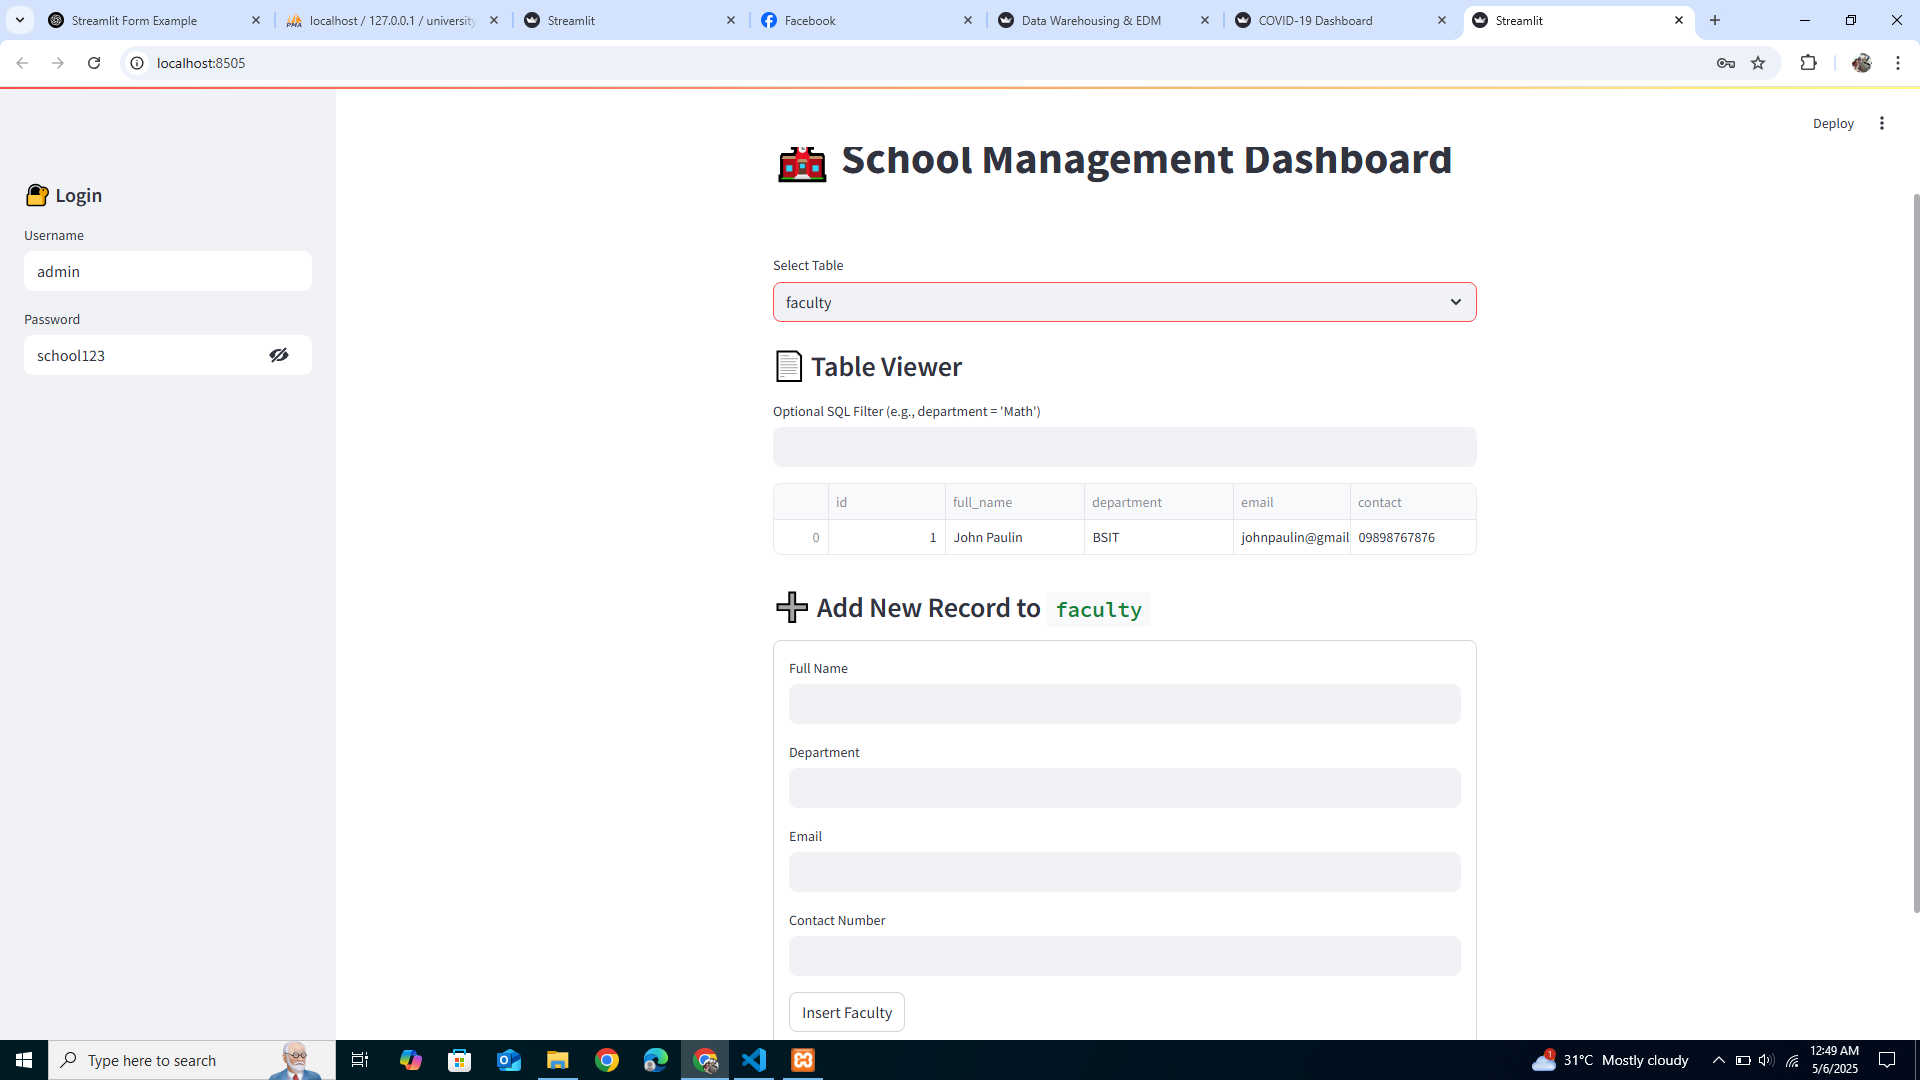 Streamlit Form Example
localhost / 127.0.0.1 / university
Streamlit
Facebook
Data Warehousing & EDM
COVID-19 Dashboard
Streamlit
localhost:8505
Deploy
School Management Dashboard
Login
Username
admin
Password
school123
Select Table
faculty
Table Viewer
Optional SQL Filter (e.g., department = 'Math')
id full_name department email contact
0 1 John Paulin BSIT johnpaulin@gmail 09898767876
Add New Record to faculty
Full Name
Department
Email
Contact Number
Insert Faculty
Type here to search
1
31°C Mostly cloudy
12:49 AM
5/6/2025